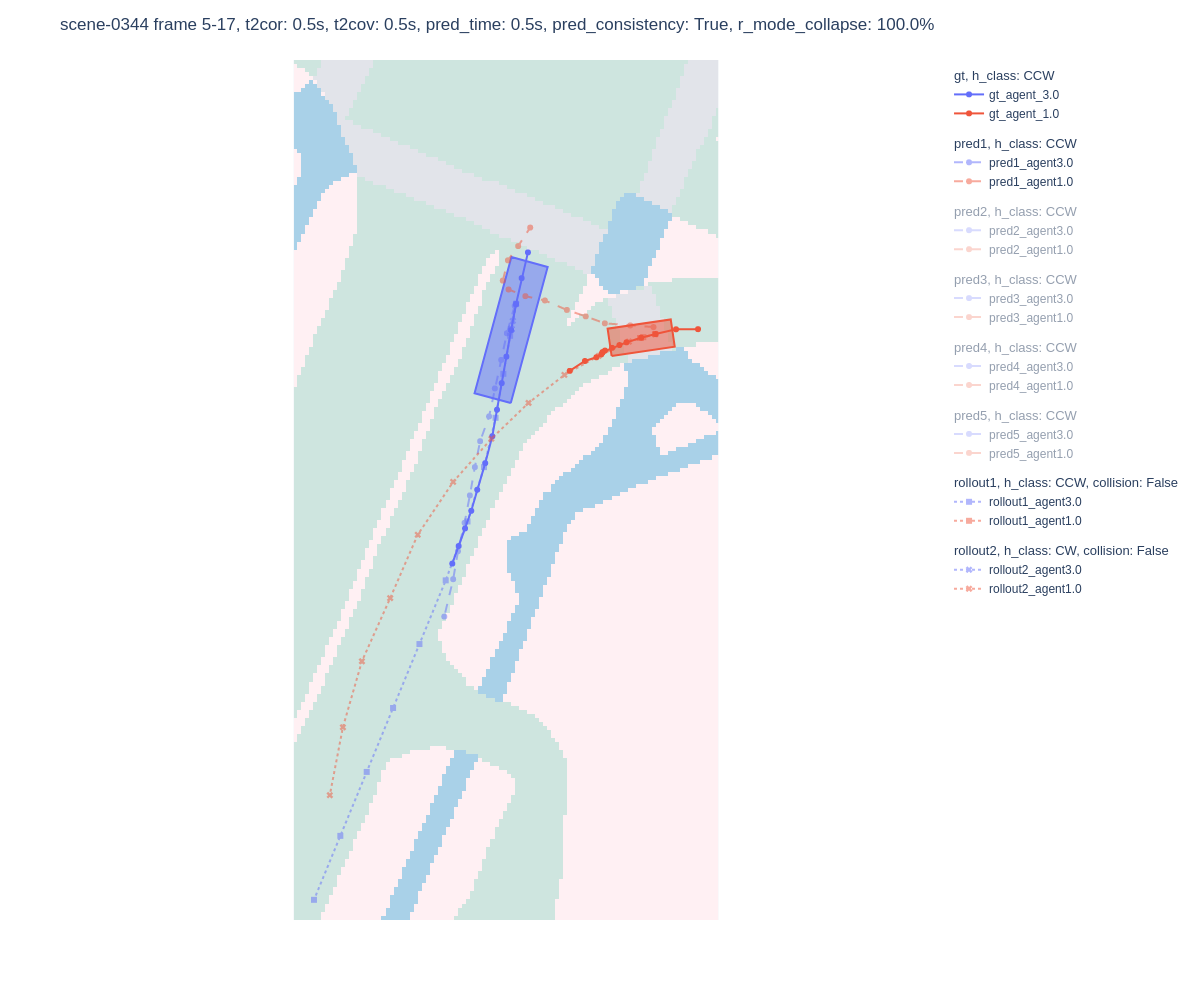 scene-0344 frame 5-17, t2cor: 0.5s, t2cov: 0.5s, pred_time: 0.5s, pred_consistency: True, r_mode_collapse: 100.0%
gt, h_class: CCW
gt_agent_3.0
gt_agent_1.0
pred1, h_class: CCW
pred1_agent3.0
pred1_agent1.0
pred2, h_class: CCW
pred2_agent3.0
pred2_agent1.0
pred3, h_class: CCW
pred3_agent3.0
pred3_agent1.0
pred4, h_class: CCW
pred4_agent3.0
pred4_agent1.0
pred5, h_class: CCW
pred5_agent3.0
pred5_agent1.0
rollout1, h_class: CCW, collision: False
rollout1_agent3.0
rollout1_agent1.0
rollout2, h_class: CW, collision: False
rollout2_agent3.0
rollout2_agent1.0